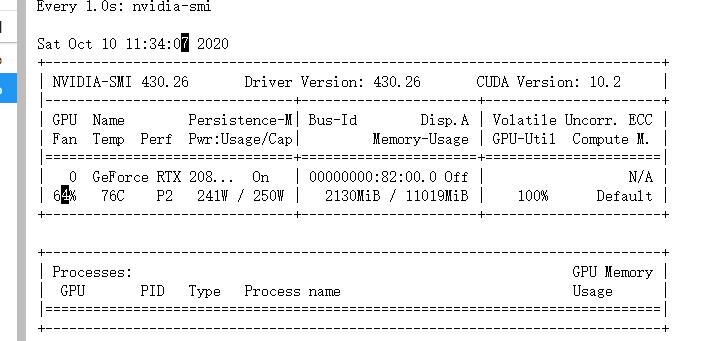 Every 1.0s: nvidia-smi
Sat Oct 10 11:34:07 2020
+-----------------------------------------------------------------------------+
| NVIDIA-SMI 430.26       Driver Version: 430.26       CUDA Version: 10.2     |
|-------------------------------+----------------------+----------------------+
| GPU  Name        Persistence-M| Bus-Id        Disp.A | Volatile Uncorr. ECC |
| Fan  Temp  Perf  Pwr:Usage/Cap|         Memory-Usage | GPU-Util  Compute M. |
|===============================+======================+======================|
|   0  GeForce RTX 208...  On   | 00000000:82:00.0 Off |                  N/A |
| 64%   76C    P2   241W / 250W |   2130MiB / 11019MiB |    100%      Default |
+-------------------------------+----------------------+----------------------+
+-----------------------------------------------------------------------------+
| Processes:                                                       GPU Memory |
|  GPU       PID   Type   Process name                             Usage      |
|=============================================================================|
+-----------------------------------------------------------------------------+